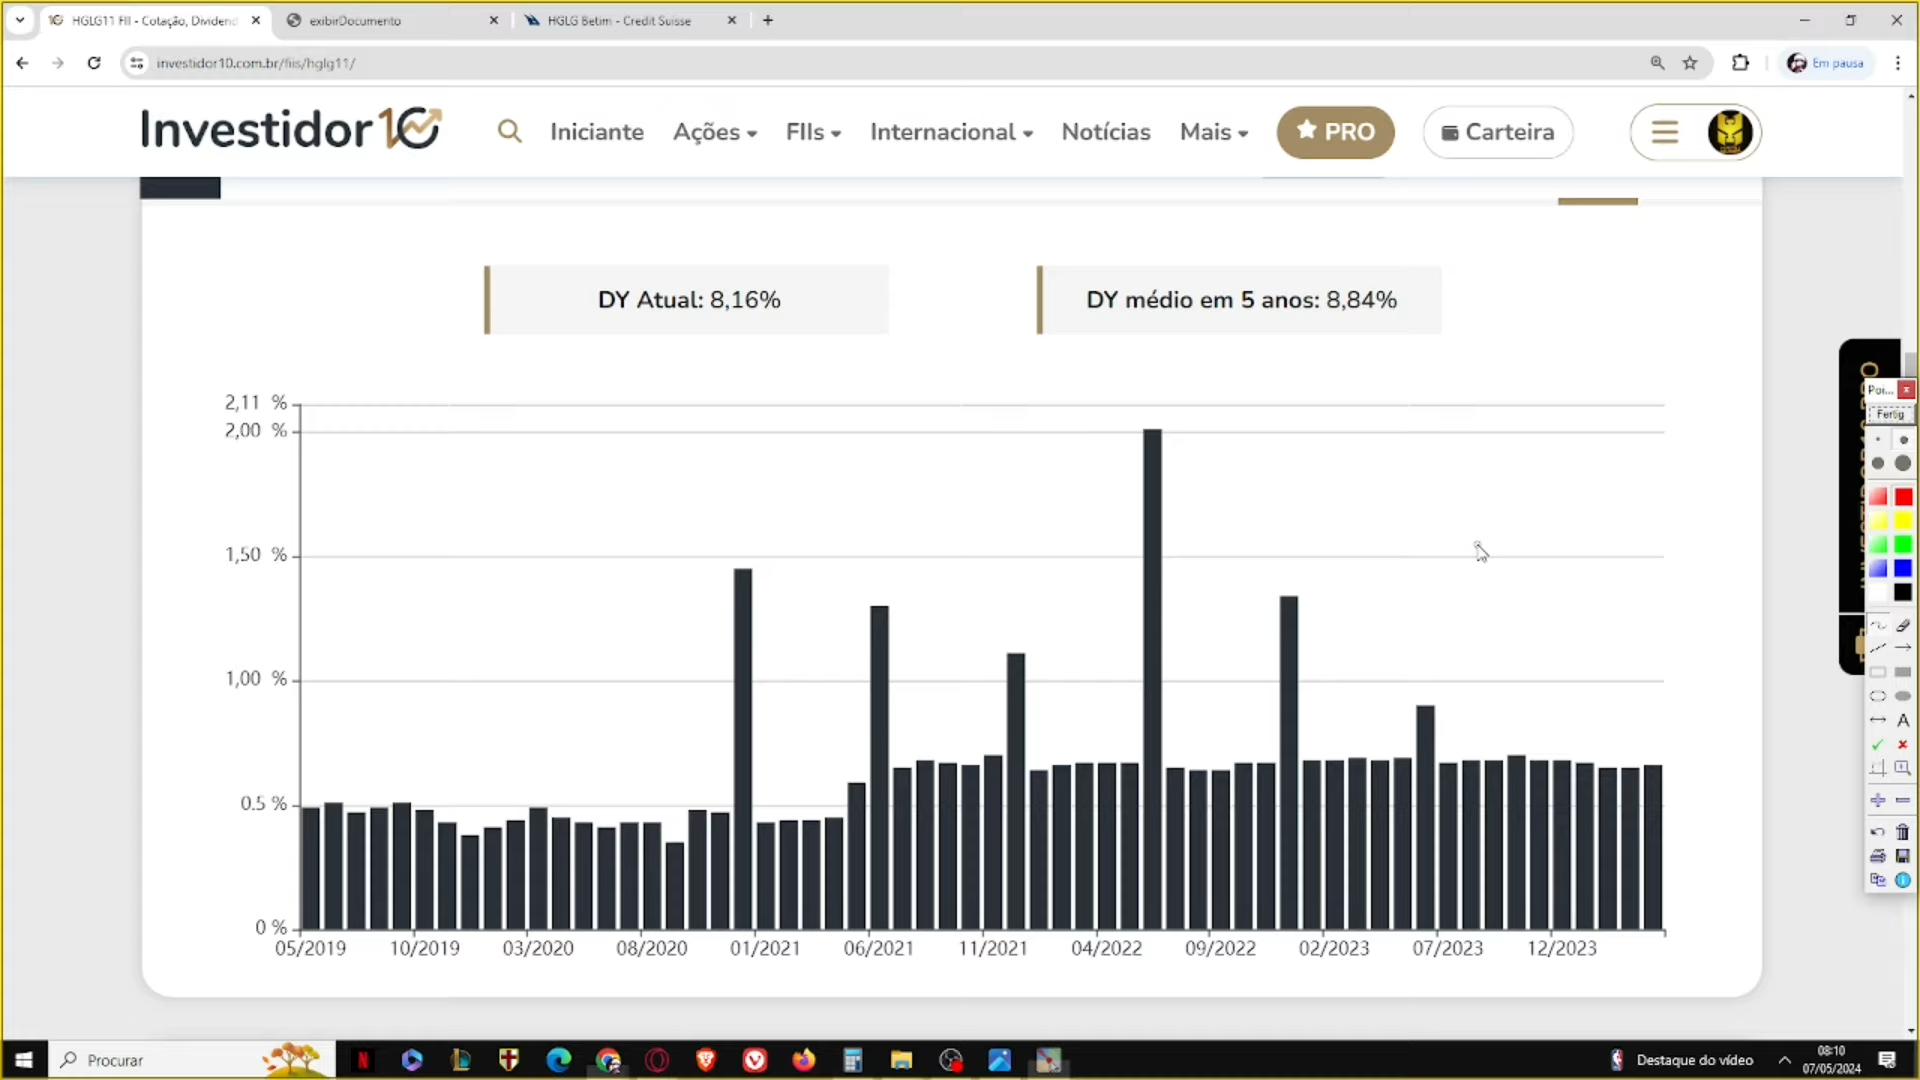 HGLG11 FII - Cotação, Dividend
exibirDocumento
HGLG Betim - Credit Suisse
investidor10.com.br/fiis/hglg11/
Em pausa
Investidor 10
Iniciante
Ações
FIIs
Internacional
Notícias
Mais
PRO
Carteira
DY Atual: 8,16%
DY médio em 5 anos: 8,84%
Poi...
Fertig
2,11 %
2,00 %
1,50 %
1,00 %
0.5 %
0 %
05/2019
10/2019
03/2020
08/2020
01/2021
06/2021
11/2021
04/2022
09/2022
02/2023
07/2023
12/2023
A
Procurar
Destaque do vídeo
08:10
07/05/2024